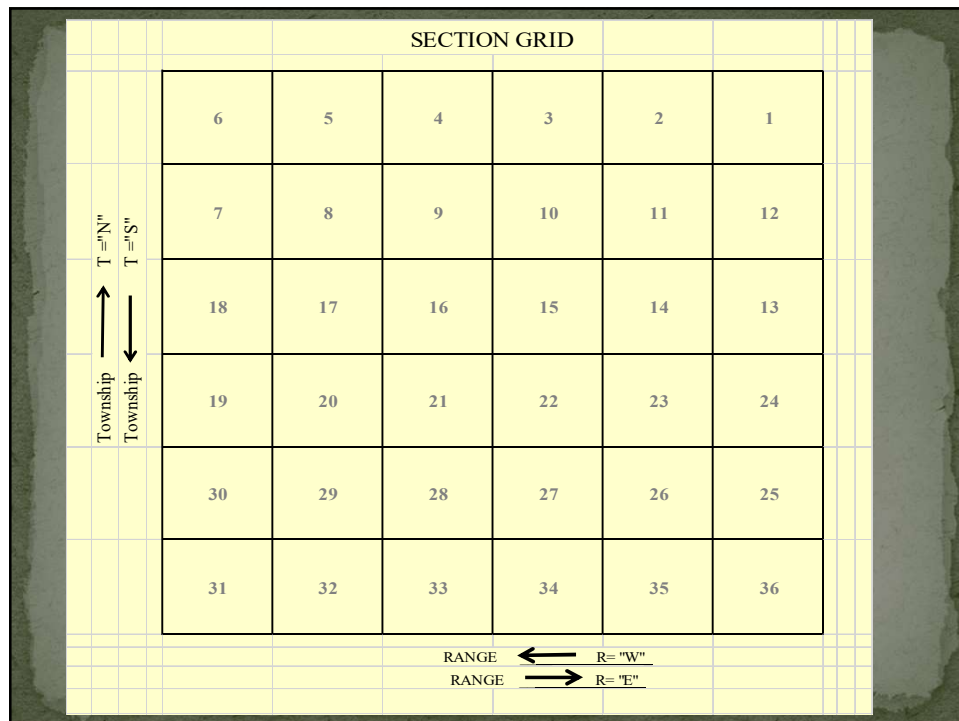 SECTION GRID
6 5 4 3 2 1
7 8 9 10 11 12
18 17 16 15 14 13
19 20 21 22 23 24
30 29 28 27 26 25
31 32 33 34 35 36
Township T ="N"
Township T ="S"
RANGE R= "W"
RANGE R= "E"